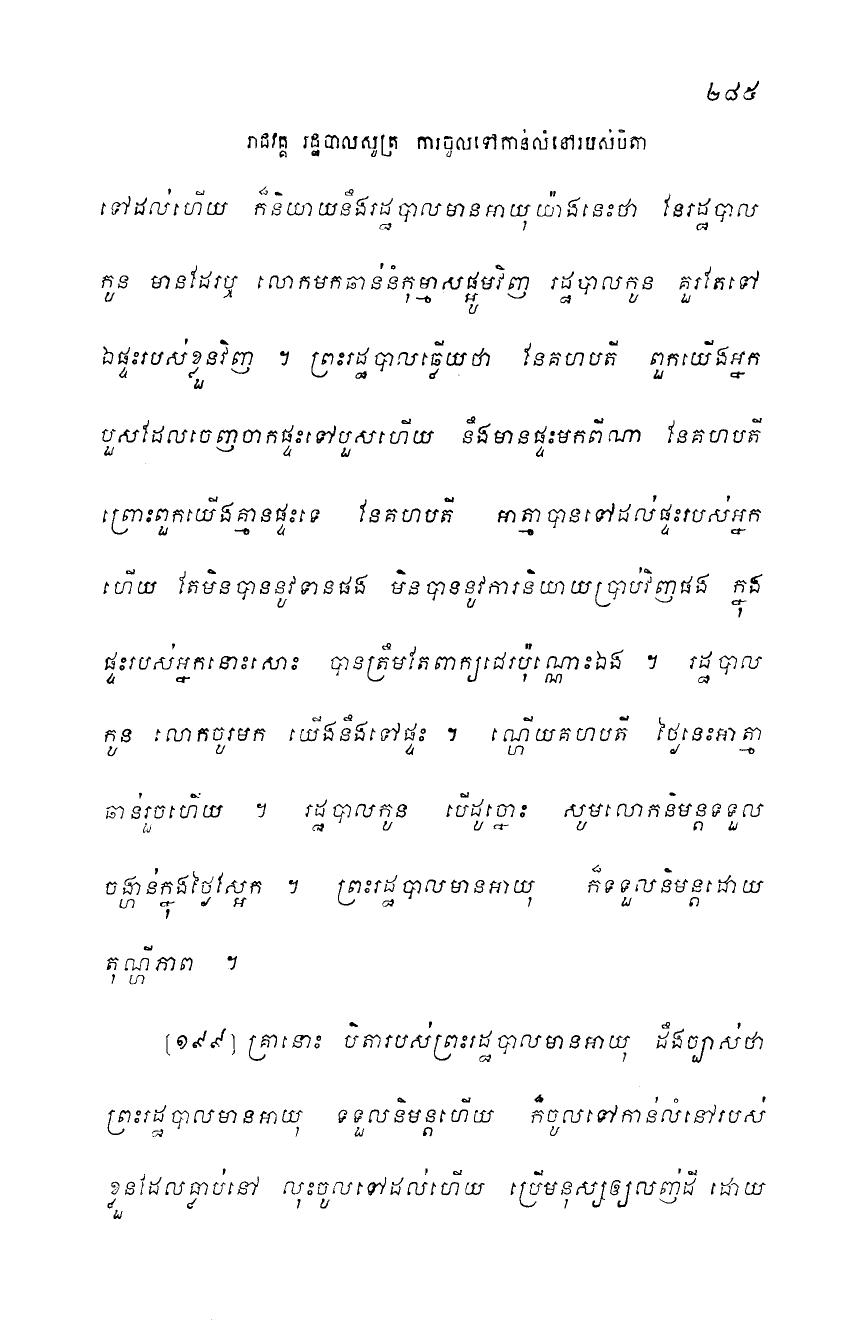 ២៨៥
រាជវគ្គ រដ្ឋបាលសូត្រ ការចូលទៅកាន់លំនៅរបស់បិតា
ទៅដល់ហើយ ក៏និយាយនឹងរដ្ឋបាលមានអាយុយ៉ាងនេះថា នែរដ្ឋបាល
កូន មានដែរឬ លោកមកឆាន់នំកុម្មាសផ្អូមវិញ រដ្ឋបាលកូន គួរតែទៅ
ឯផ្ទះរបស់ខ្លួនវិញ ។ ព្រះរដ្ឋបាលឆ្លើយថា នែគហបតី ពួកយើងអ្នក
បួសដែលចេញចាកផ្ទះទៅបួសហើយ នឹងមានផ្ទះមកពីណា នែគហបតី
ព្រោះពួកយើងគ្មានផ្ទះទេ នែគហបតី អាត្មាបានទៅដល់ផ្ទះរបស់អ្នក
ហើយ តែមិនបាននូវទានផង មិនបាននូវការនិយាយប្រាប់វិញផង ក្នុង
ផ្ទះរបស់អ្នកនោះសោះ បានត្រឹមតែពាក្យជេរប៉ុណ្ណោះឯង ។ រដ្ឋបាល
កូន លោកចូរមក យើងនឹងទៅផ្ទះ ។ ណ្ហើយគហបតី ថ្ងៃនេះអាត្មា
ឆាន់រួចហើយ ។ រដ្ឋបាលកូន បើដូច្នោះ សូមលោកនិមន្តទទួល
ចង្ហាន់ក្នុងថ្ងៃស្អែក ។ ព្រះរដ្ឋបាលមានអាយុ ក៏ទទួលនិមន្តដោយ
តុណ្ហីភាព ។
[១៩៩] គ្រានោះ បិតារបស់ព្រះរដ្ឋបាលមានអាយុ ដឹងច្បាស់ថា
ព្រះរដ្ឋបាលមានអាយុ ទទួលនិមន្តហើយ ក៏ចូលទៅកាន់លំនៅរបស់
ខ្លួនដែលធ្លាប់នៅ លុះចូលទៅដល់ហើយ ប្រើមនុស្សឲ្យលញ់ដី ដោយ